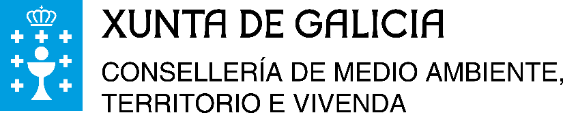 XUNTA DE GALICIA
CONSELLERÍA DE MEDIO AMBIENTE,
TERRITORIO E VIVENDA